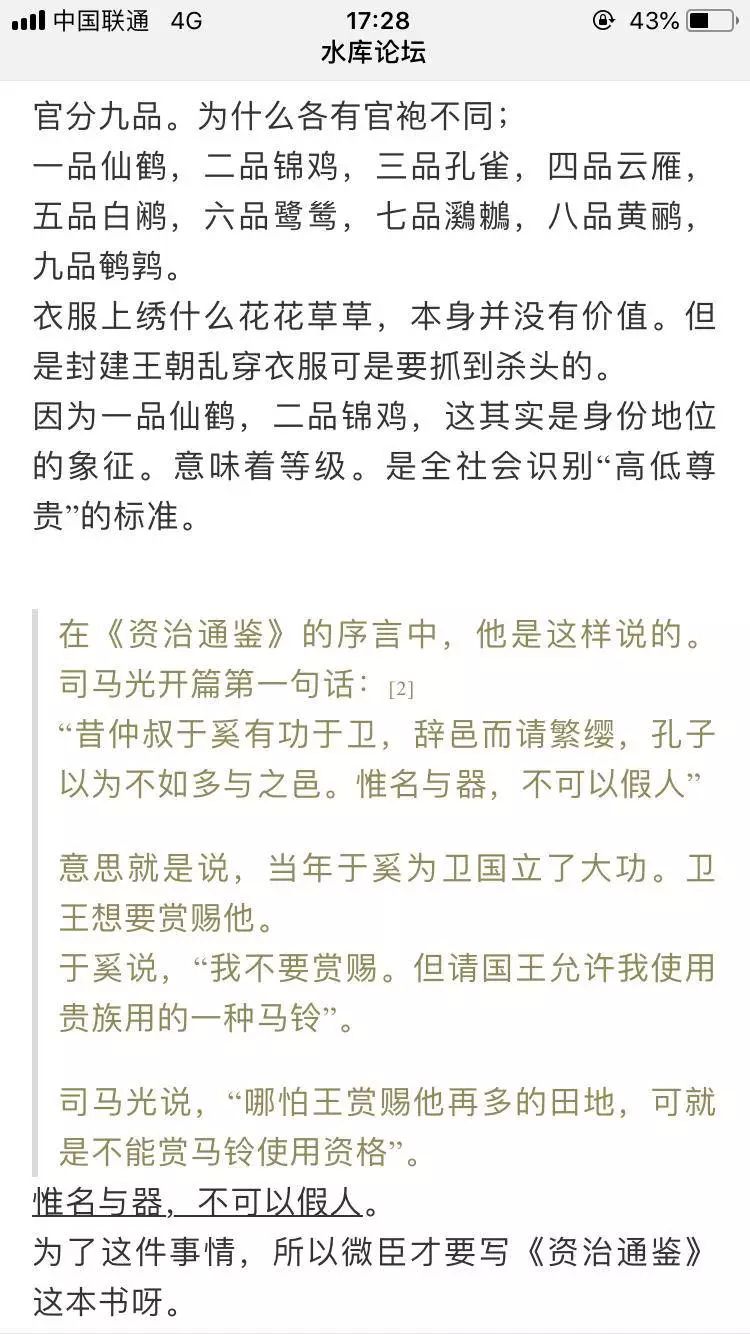 中国联通 4G 17:28 43%
水库论坛
官分九品。为什么各有官袍不同；
一品仙鹤，二品锦鸡，三品孔雀，四品云雁，
五品白鹇，六品鹭鸶，七品鸂鶒，八品黄鹂，
九品鹌鹑。
衣服上绣什么花花草草，本身并没有价值。但
是封建王朝乱穿衣服可是要抓到杀头的。
因为一品仙鹤，二品锦鸡，这其实是身份地位
的象征。意味着等级。是全社会识别“高低尊
贵”的标准。
在《资治通鉴》的序言中，他是这样说的。
司马光开篇第一句话：[2]
“昔仲叔于奚有功于卫，辞邑而请繁缨，孔子
以为不如多与之邑。惟名与器，不可以假人”
意思就是说，当年于奚为卫国立了大功。卫
王想要赏赐他。
于奚说，“我不要赏赐。但请国王允许我使用
贵族用的一种马铃”。
司马光说，“哪怕王赏赐他再多的田地，可就
是不能赏马铃使用资格”。
惟名与器，不可以假人。
为了这件事情，所以微臣才要写《资治通鉴》
这本书呀。